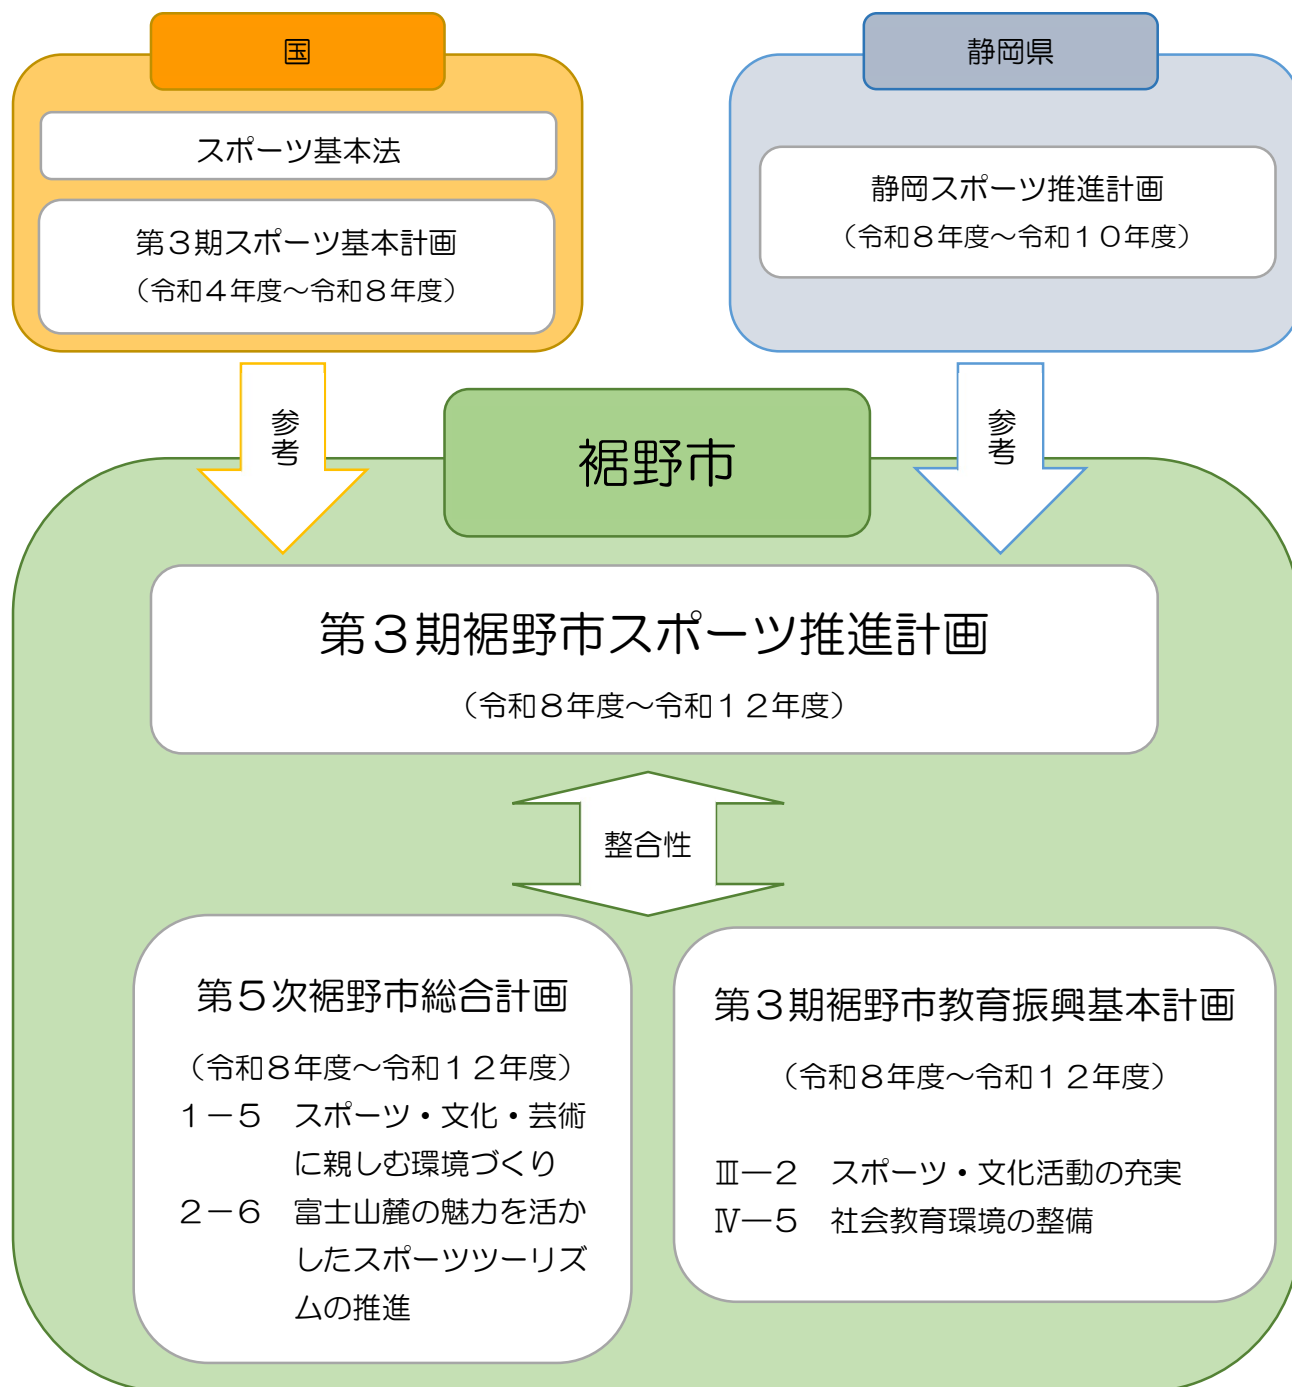 国
スポーツ基本法
第３期スポーツ基本計画
（令和４年度～令和８年度）
静岡県
静岡スポーツ推進計画
（令和８年度～令和１０年度）
参考
参考
裾野市
第３期裾野市スポーツ推進計画
（令和８年度～令和１２年度）
整合性
第５次裾野市総合計画
（令和８年度～令和１２年度）
１－５　スポーツ・文化・芸術
に親しむ環境づくり
２－６　富士山麓の魅力を活か
したスポーツツーリズ
ムの推進
第３期裾野市教育振興基本計画
（令和８年度～令和１２年度）
Ⅲ―２　スポーツ・文化活動の充実
Ⅳ―５　社会教育環境の整備